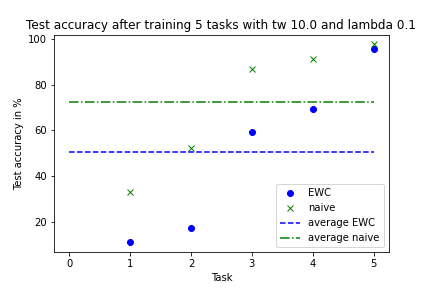 Test accuracy after training 5 tasks with tw 10.0 and lambda 0.1
Test accuracy in %
100
80
60
40
20
0 1 2 3 4 5
Task
EWC
naive
average EWC
average naive